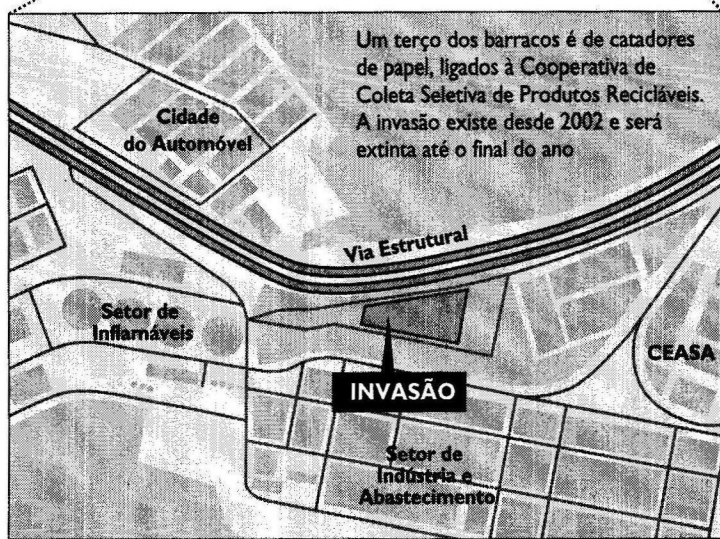 Um terço dos barracos é de catadores
de papel, ligados à Cooperativa de
Coleta Seletiva de Produtos Recicláveis.
A invasão existe desde 2002 e será
extinta até o final do ano
Cidade
do Automóvel
Via Estrutural
Setor de
Inflamáveis
CEASA
INVASÃO
Setor de
Indústria e
Abastecimento